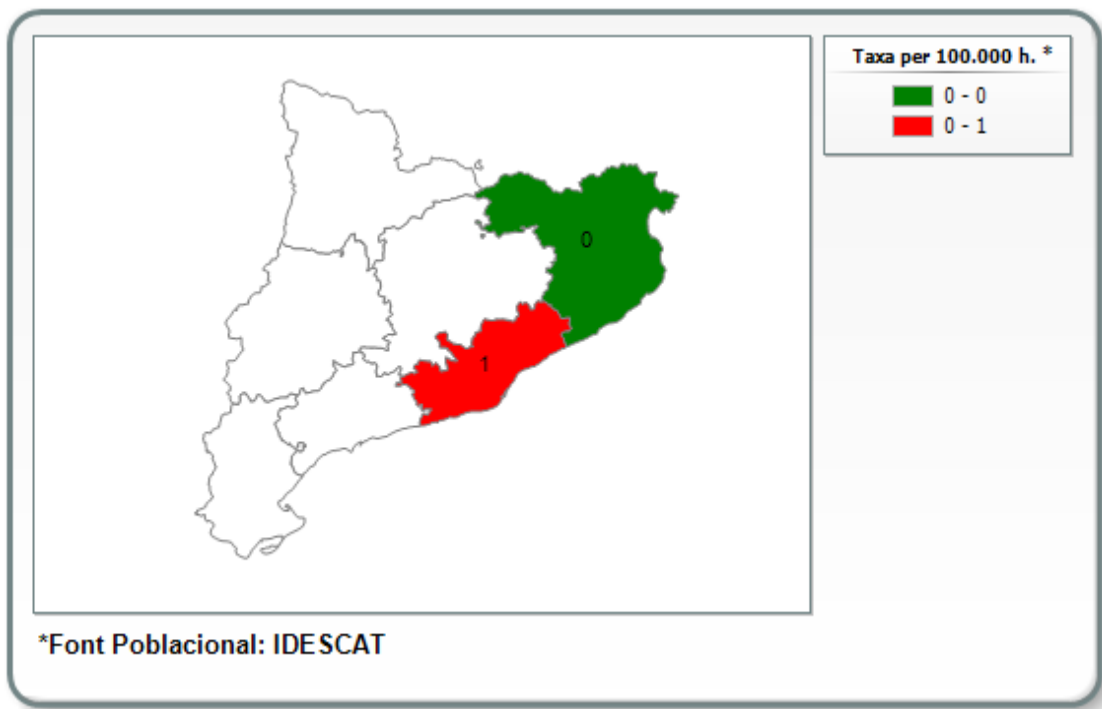 Taxa per 100.000 h. *
0 - 0
0 - 1
0
1
*Font Poblacional: IDESCAT